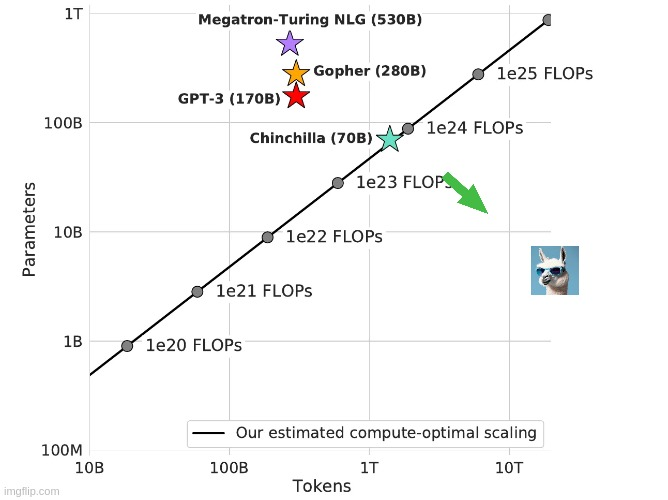 1T
Megatron-Turing NLG (530B)
Gopher (280B)
1e25 FLOPs
GPT-3 (170B)
100B
Chinchilla (70B)
1e24 FLOPs
1e23 FLOPs
Parameters
10B
1e22 FLOPs
1e21 FLOPs
1B
1e20 FLOPs
Our estimated compute-optimal scaling
100M
10B
100B
1T
10T
Tokens
imgflip.com